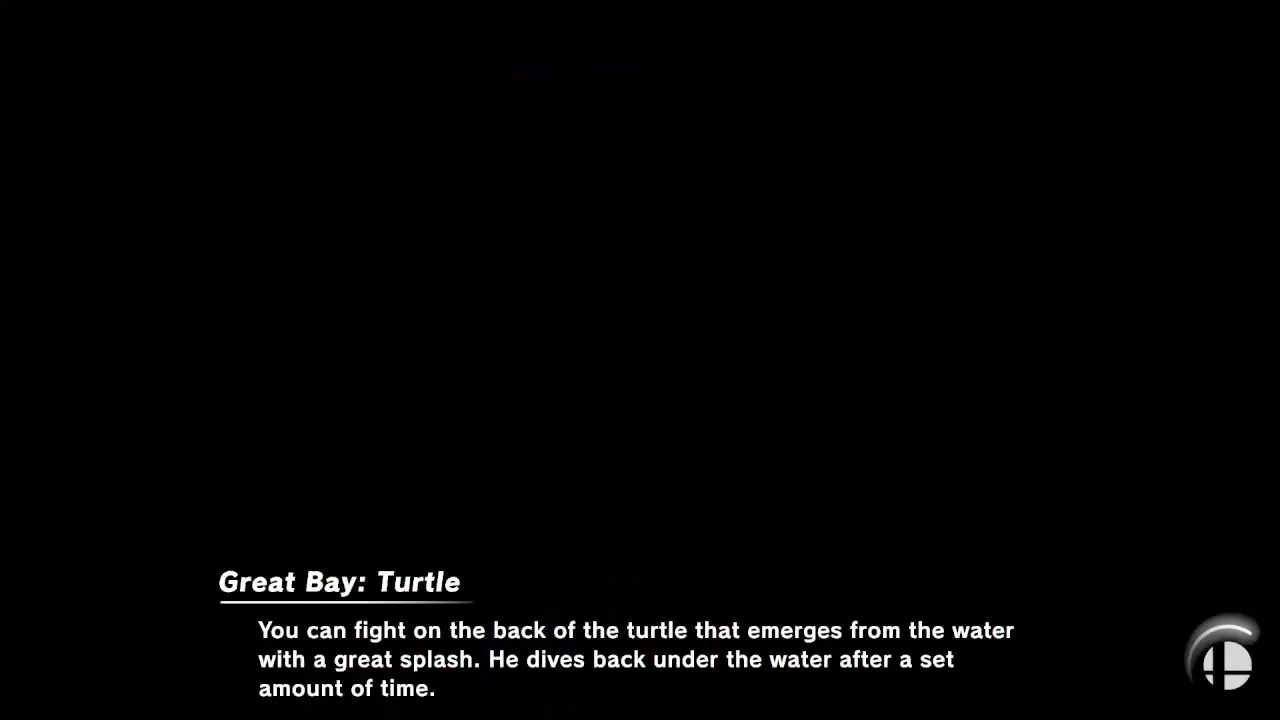 Great Bay: Turtle
You can fight on the back of the turtle that emerges from the water
with a great splash. He dives back under the water after a set
amount of time.